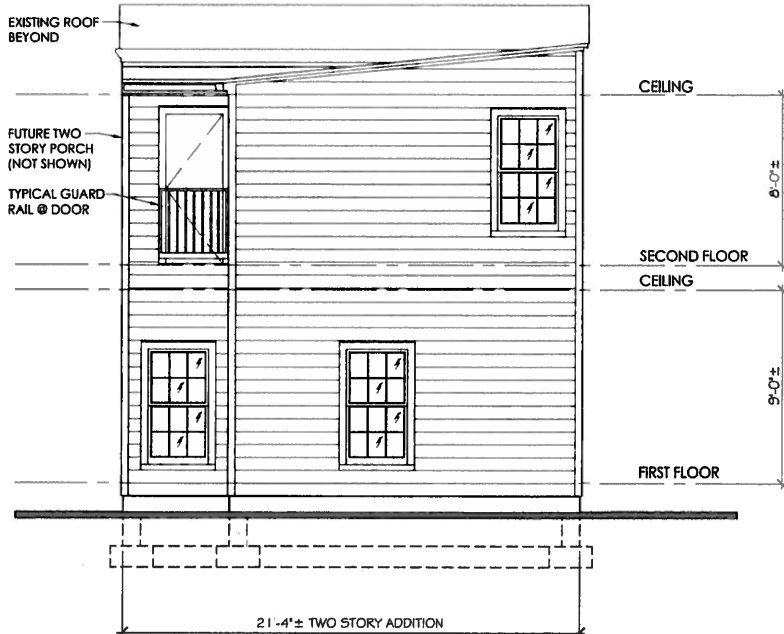 EXISTING ROOF
BEYOND
CEILING
FUTURE TWO
STORY PORCH
(NOT SHOWN)
TYPICAL GUARD
RAIL @ DOOR
8'-0"±
SECOND FLOOR
CEILING
9'-0"±
FIRST FLOOR
21'-4"± TWO STORY ADDITION